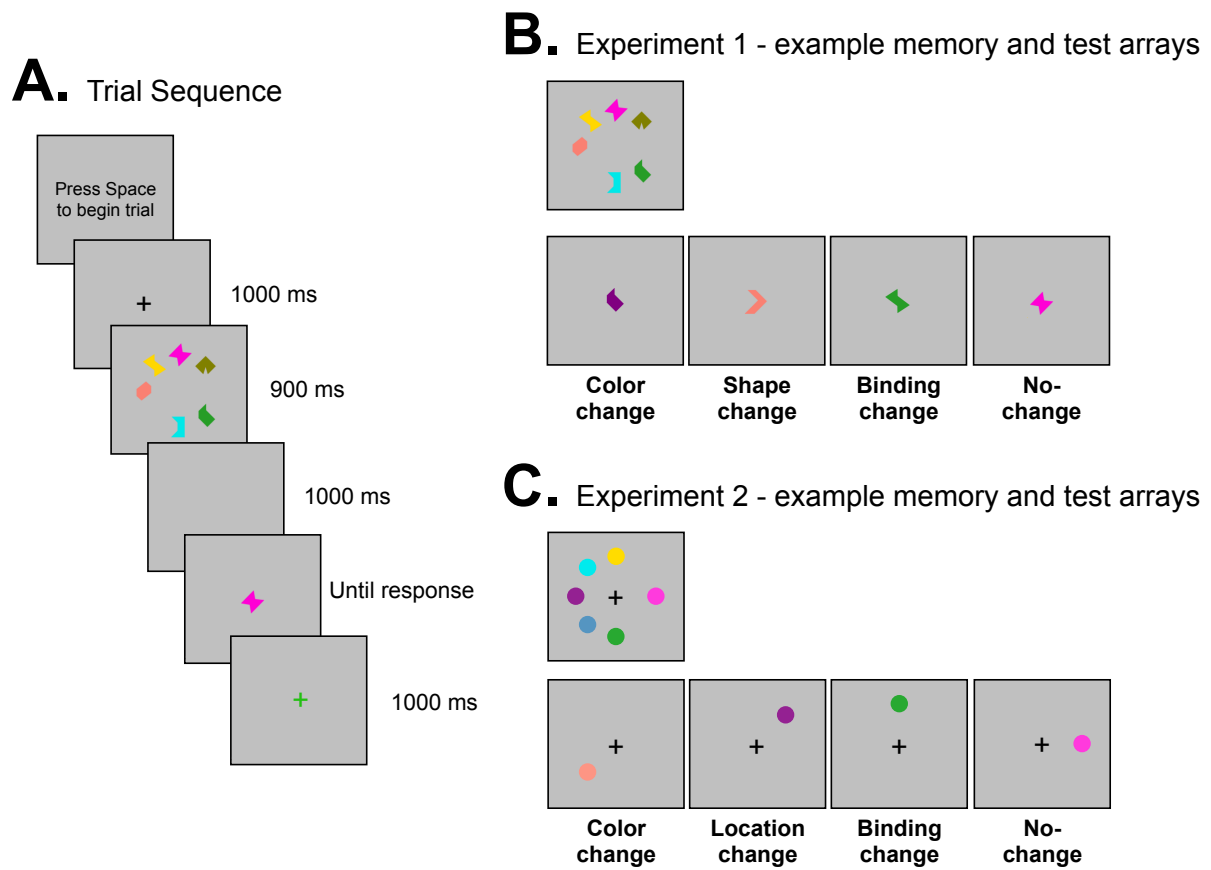 A. Trial Sequence
Press Space
to begin trial
1000 ms
900 ms
1000 ms
Until response
1000 ms
B. Experiment 1 - example memory and test arrays
Color
change
Shape
change
Binding
change
No-
change
C. Experiment 2 - example memory and test arrays
Color
change
Location
change
Binding
change
No-
change